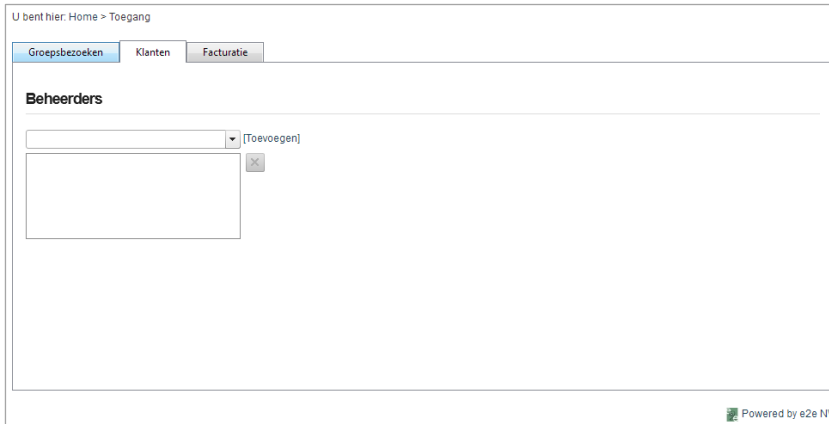 U bent hier: Home > Toegang
Groepsbezoeken Klanten Facturatie
Beheerders
[Toevoegen]
Powered by e2e